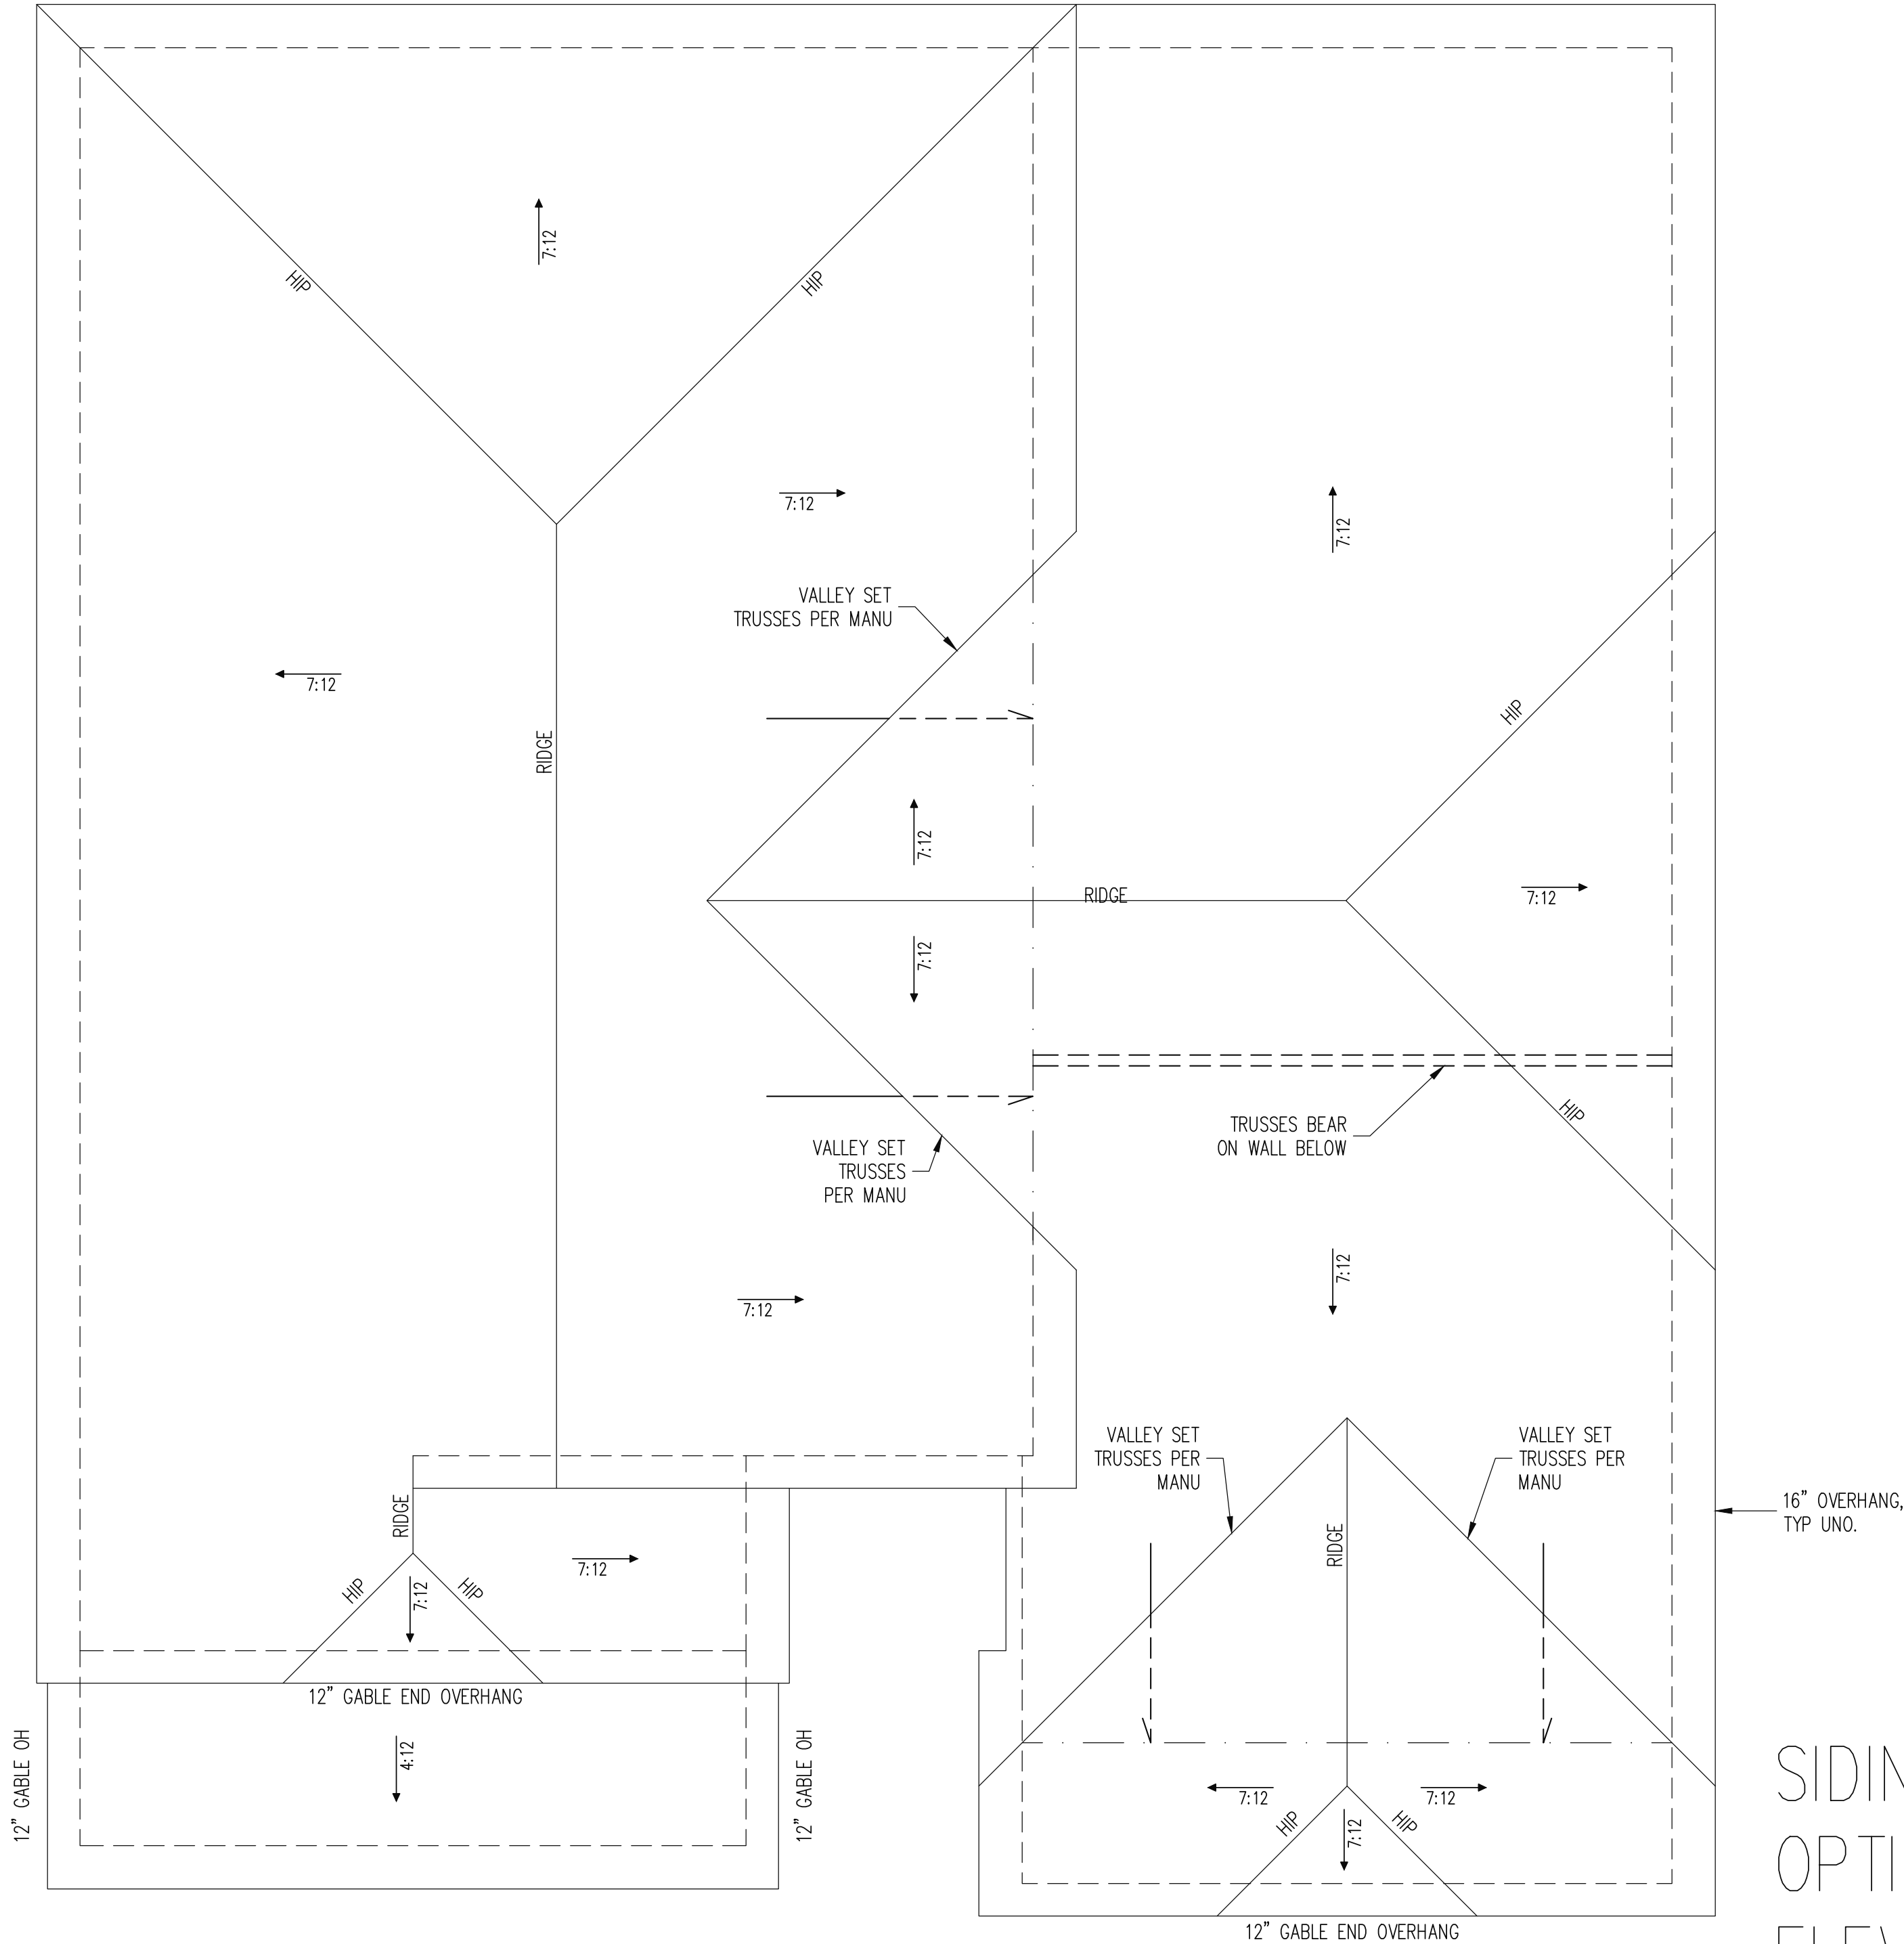 7:12
HIP
HIP
7:12
7:12
VALLEY SET
TRUSSES PER MANU
7:12
HIP
RIDGE
7:12
RIDGE
7:12
7:12
TRUSSES BEAR
ON WALL BELOW
HIP
VALLEY SET
TRUSSES
PER MANU
7:12
7:12
VALLEY SET
TRUSSES PER
MANU
VALLEY SET
TRUSSES PER
MANU
RIDGE
RIDGE
16" OVERHANG,
TYP UNO.
7:12
HIP
7:12
HIP
12" GABLE END OVERHANG
12" GABLE OH
4:12
12" GABLE OH
7:12
7:12
HIP
7:12
HIP
12" GABLE END OVERHANG
SIDIN
OPTI